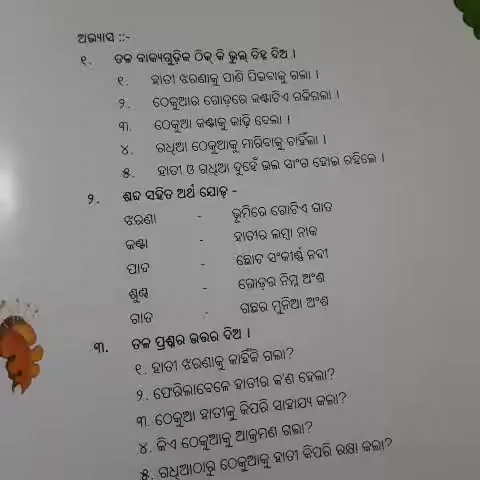 ଅଭ୍ୟାସ ::-
୧. ତଳ ବାକ୍ୟଗୁଡ଼ିକ ଠିକ୍ କି ଭୁଲ୍ ଚିହ୍ନ ଦିଅ ।
୧. ହାତୀ ଝରଣାକୁ ପାଣି ପିଇବାକୁ ଗଲା ।
୨. ଠେକୁଆର ଗୋଡ଼ରେ କଣ୍ଟାଟିଏ ଗଳିଗଲା ।
୩. ଠେକୁଆ କଣ୍ଟାକୁ କାଢ଼ି ଦେଲା ।
୪. ଗଧିଆ ଠେକୁଆକୁ ମାରିବାକୁ ଚାହିଁଲା ।
୫. ହାତୀ ଓ ଗଧିଆ ଦୁହେଁ ଭଲ ସାଂଗ ହୋଇ ରହିଲେ ।
୨. ଶବ୍ଦ ସହିତ ଅର୍ଥ ଯୋଡ଼ -
ଝରଣା - ଭୂମିରେ ଗୋଟିଏ ଗାତ
କଣ୍ଟା - ହାତୀର ଲମ୍ବା ନାକ
ପାଦ - ଛୋଟ ସଂକୀର୍ଣ୍ଣ ନଦୀ
ଶୁଣ୍ଢ - ଗୋଡ଼ର ନିମ୍ନ ଅଂଶ
ଗାତ - ଗଛର ମୁନିଆ ଅଂଶ
୩. ତଳ ପ୍ରଶ୍ନର ଉତ୍ତର ଦିଅ ।
୧. ହାତୀ ଝରଣାକୁ କାହିଁକି ଗଲା?
୨. ଫେରିଲାବେଳେ ହାତୀର କ'ଣ ହେଲା?
୩. ଠେକୁଆ ହାତୀକୁ କିପରି ସାହାଯ୍ୟ କଲା?
୪. କିଏ ଠେକୁଆକୁ ଆକ୍ରମଣ ଗଲା?
୫. ଗଧିଆଠାରୁ ଠେକୁଆକୁ ହାତୀ କିପରି ରକ୍ଷା କଲା?